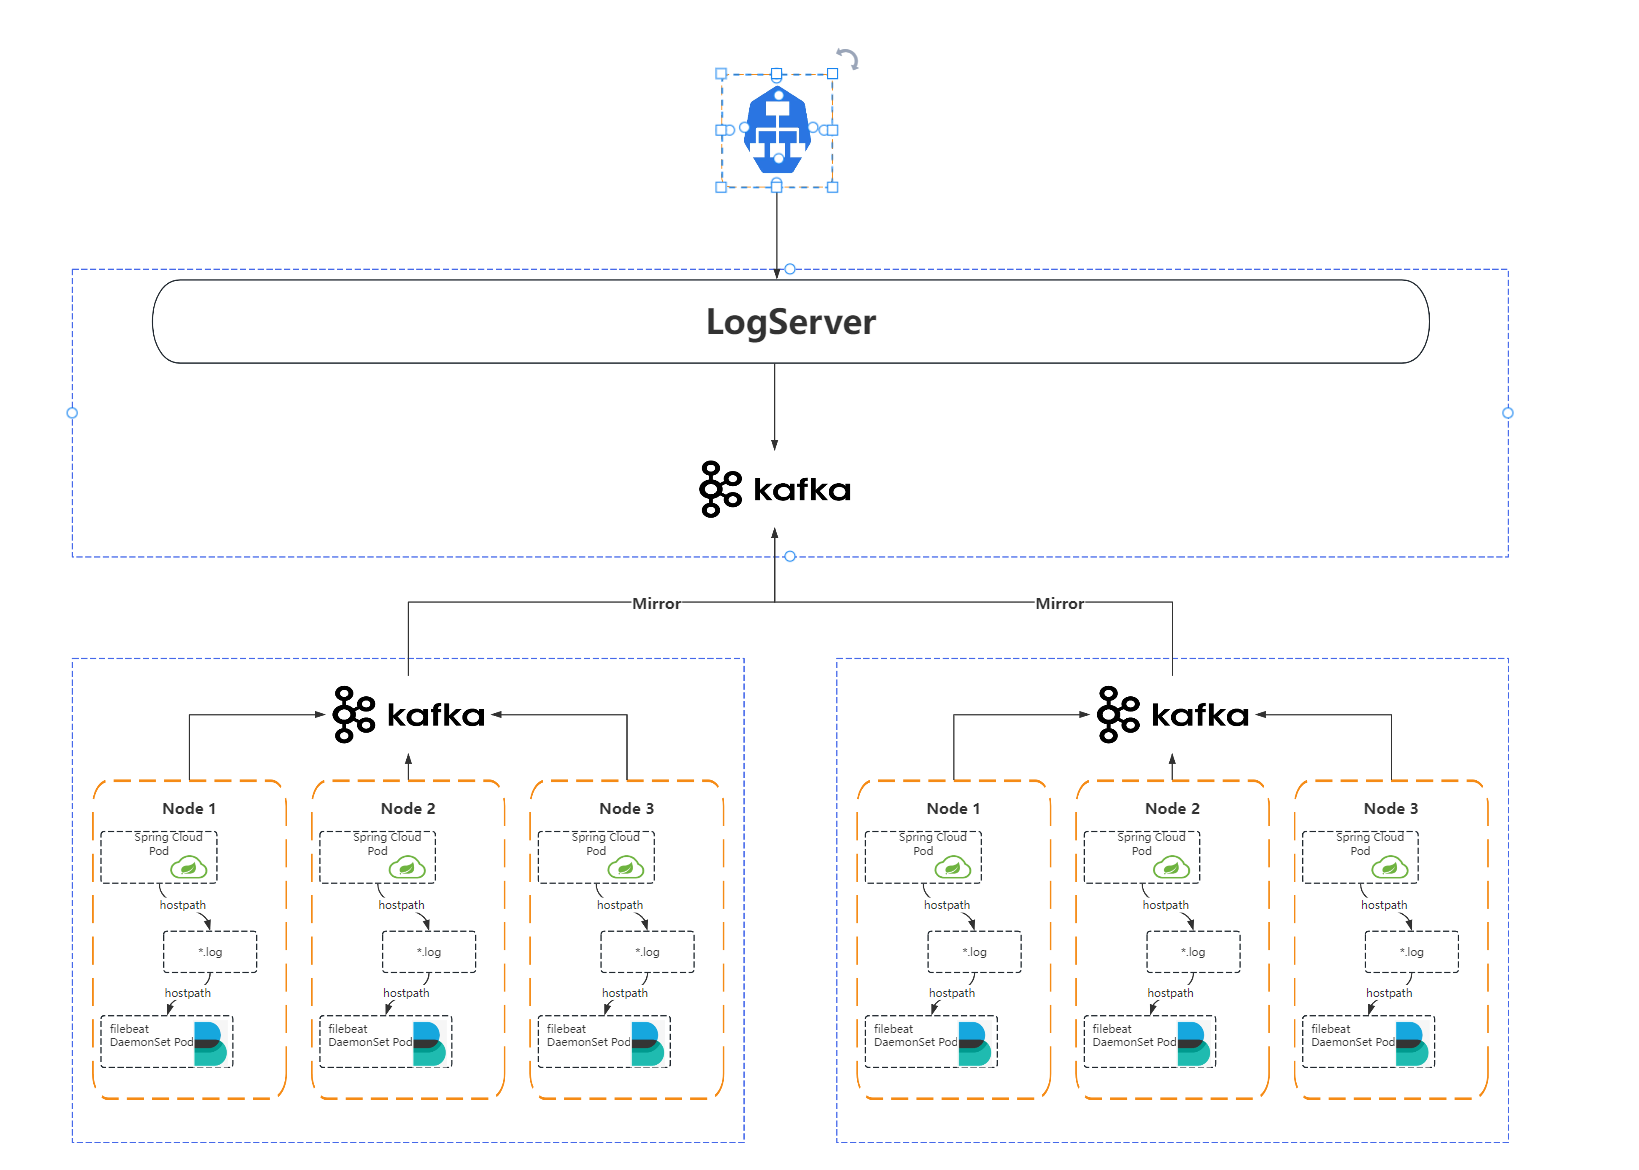 LogServer
kafka
Mirror
Mirror
kafka
kafka
Node 1
Spring Cloud
Pod
hostpath
*.log
hostpath
filebeat
DaemonSet Pod
Node 2
Spring Cloud
Pod
hostpath
*.log
hostpath
filebeat
DaemonSet Pod
Node 3
Spring Cloud
Pod
hostpath
*.log
hostpath
filebeat
DaemonSet Pod
Node 1
Spring Cloud
Pod
hostpath
*.log
hostpath
filebeat
DaemonSet Pod
Node 2
Spring Cloud
Pod
hostpath
*.log
hostpath
filebeat
DaemonSet Pod
Node 3
Spring Cloud
Pod
hostpath
*.log
hostpath
filebeat
DaemonSet Pod